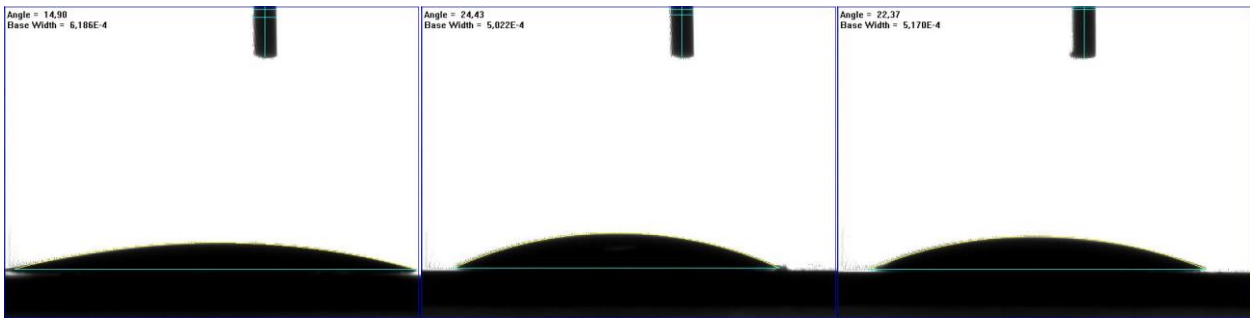 Angle = 14,90
Base Width = 6,186E-4
Angle = 24,43
Base Width = 5,022E-4
Angle = 22,37
Base Width = 5,170E-4